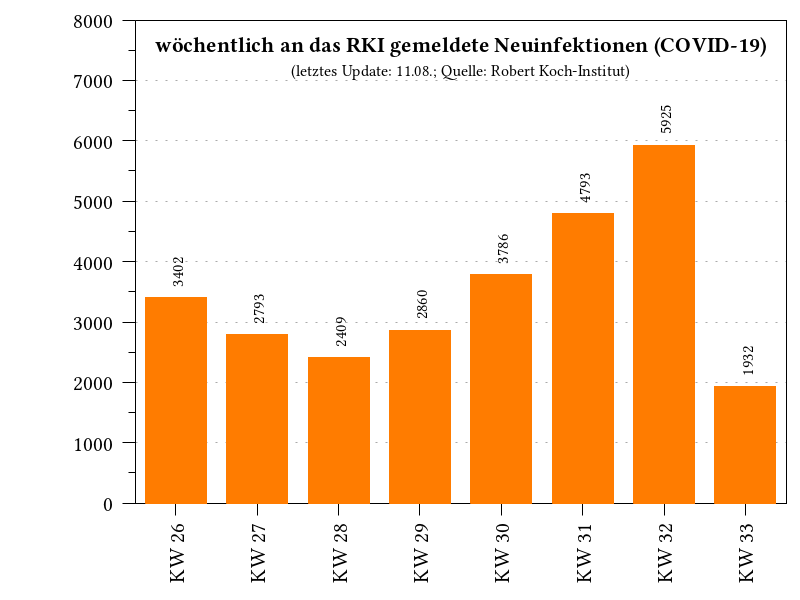 wöchentlich an das RKI gemeldete Neuinfektionen (COVID-19)
(letztes Update: 11.08.; Quelle: Robert Koch-Institut)
8000
7000
6000
5000
4000
3000
2000
1000
0
3402
2793
2409
2860
3786
4793
5925
1932
KW 26
KW 27
KW 28
KW 29
KW 30
KW 31
KW 32
KW 33